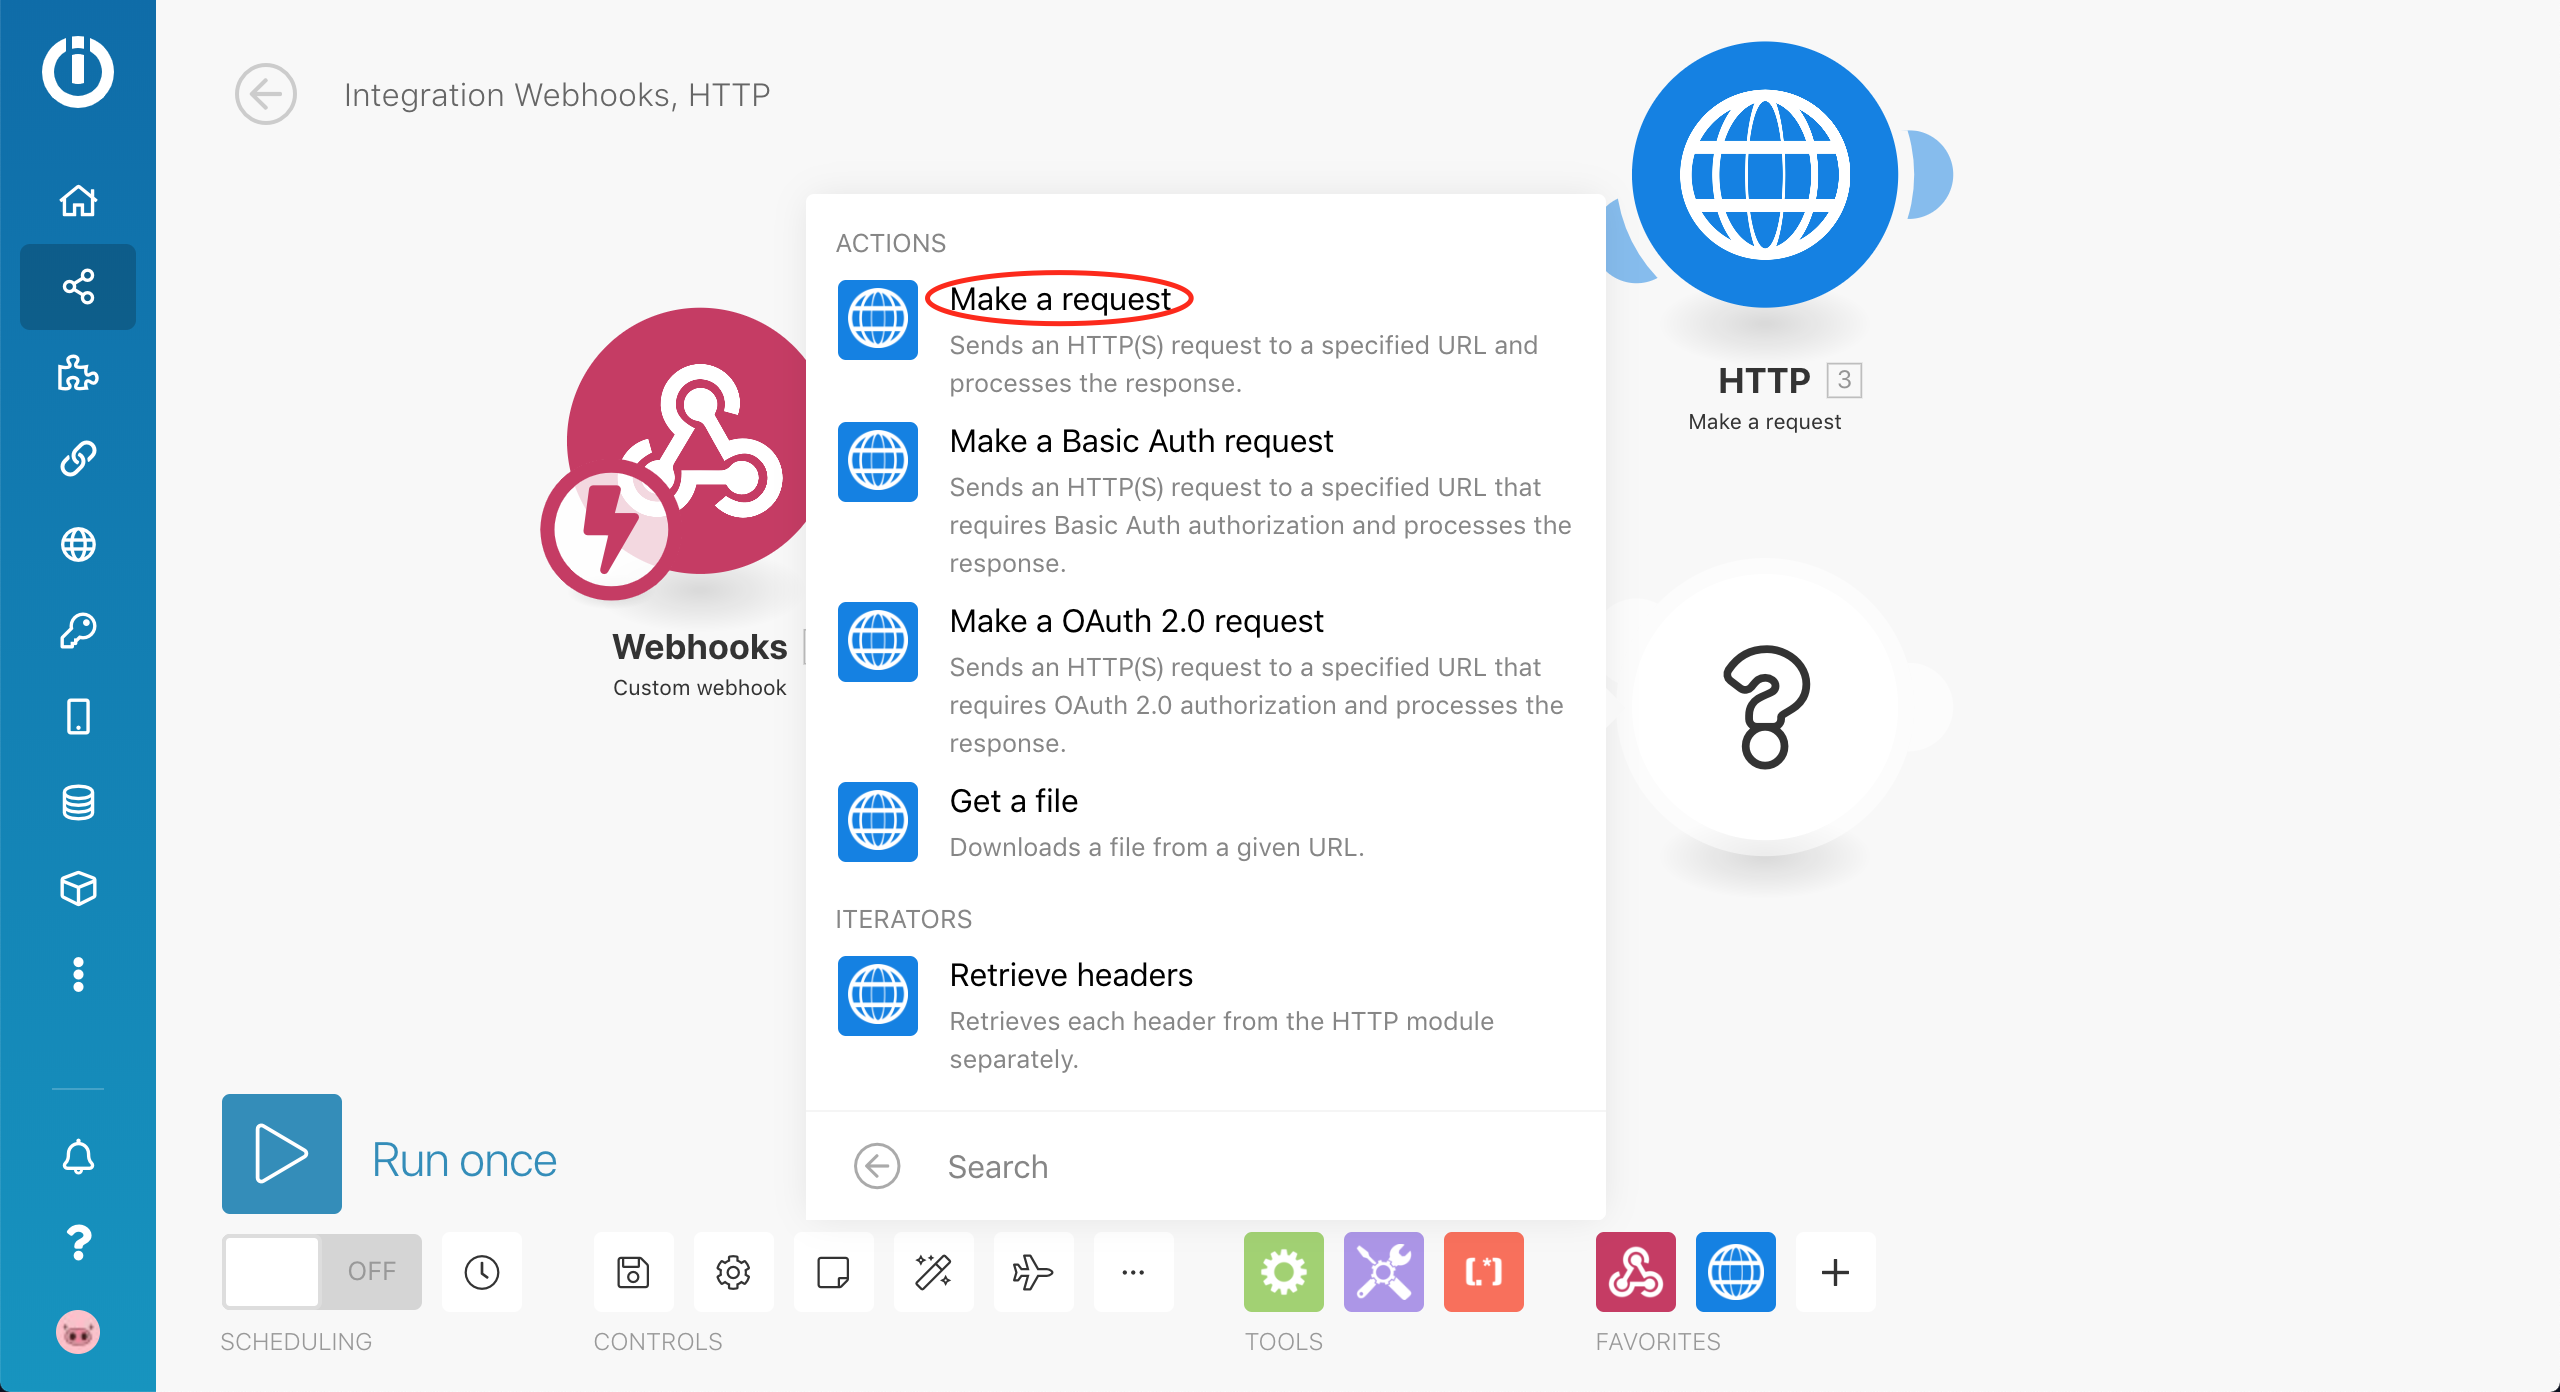 Integration Webhooks, HTTP
ACTIONS
Make a request
Sends an HTTP(S) request to a specified URL and
processes the response.
Make a Basic Auth request
Sends an HTTP(S) request to a specified URL that
requires Basic Auth authorization and processes the
response.
Make a OAuth 2.0 request
Sends an HTTP(S) request to a specified URL that
requires OAuth 2.0 authorization and processes the
response.
Get a file
Downloads a file from a given URL.
ITERATORS
Retrieve headers
Retrieves each header from the HTTP module
separately.
Search
Webhooks
Custom webhook
HTTP 3
Make a request
?
Run once
OFF
SCHEDULING
CONTROLS
TOOLS
[.*]
FAVORITES